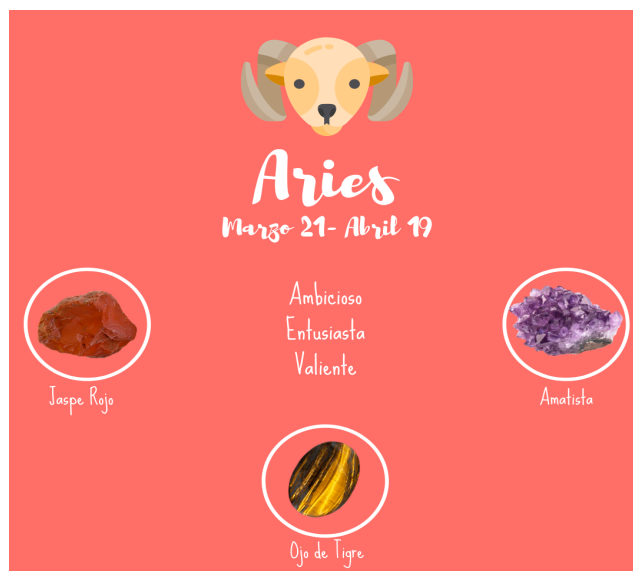 Aries
Marzo 21- Abril 19
Ambicioso
Entusiasta
Valiente
Jaspe Rojo
Amatista
Ojo de Tigre